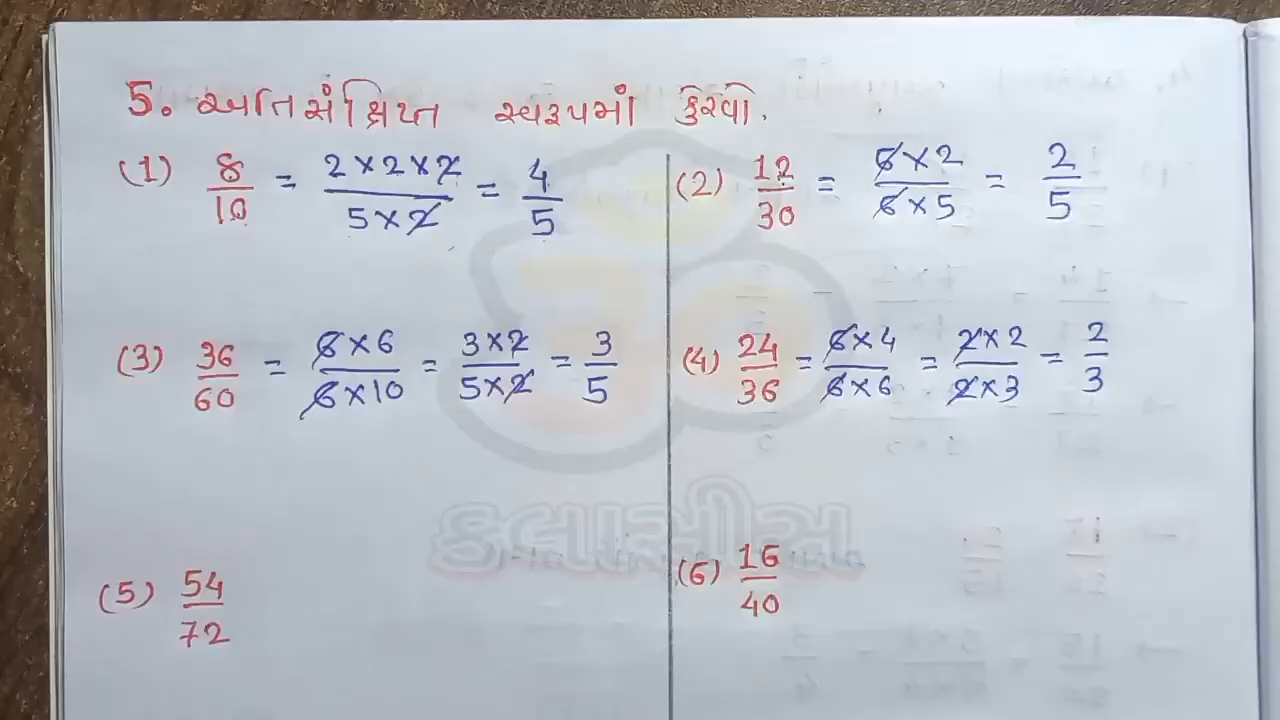 5. અતિસંક્ષિપ્ત સ્વરૂપમાં ફેરવો.
(1) 8/10 = 2×2×2/5×2 = 4/5
(2) 12/30 = 6×2/6×5 = 2/5
(3) 36/60 = 6×6/6×10 = 3×2/5×2 = 3/5
(4) 24/36 = 6×4/6×6 = 2×2/2×3 = 2/3
કલાસીસ
(5) 54/72
(6) 16/40